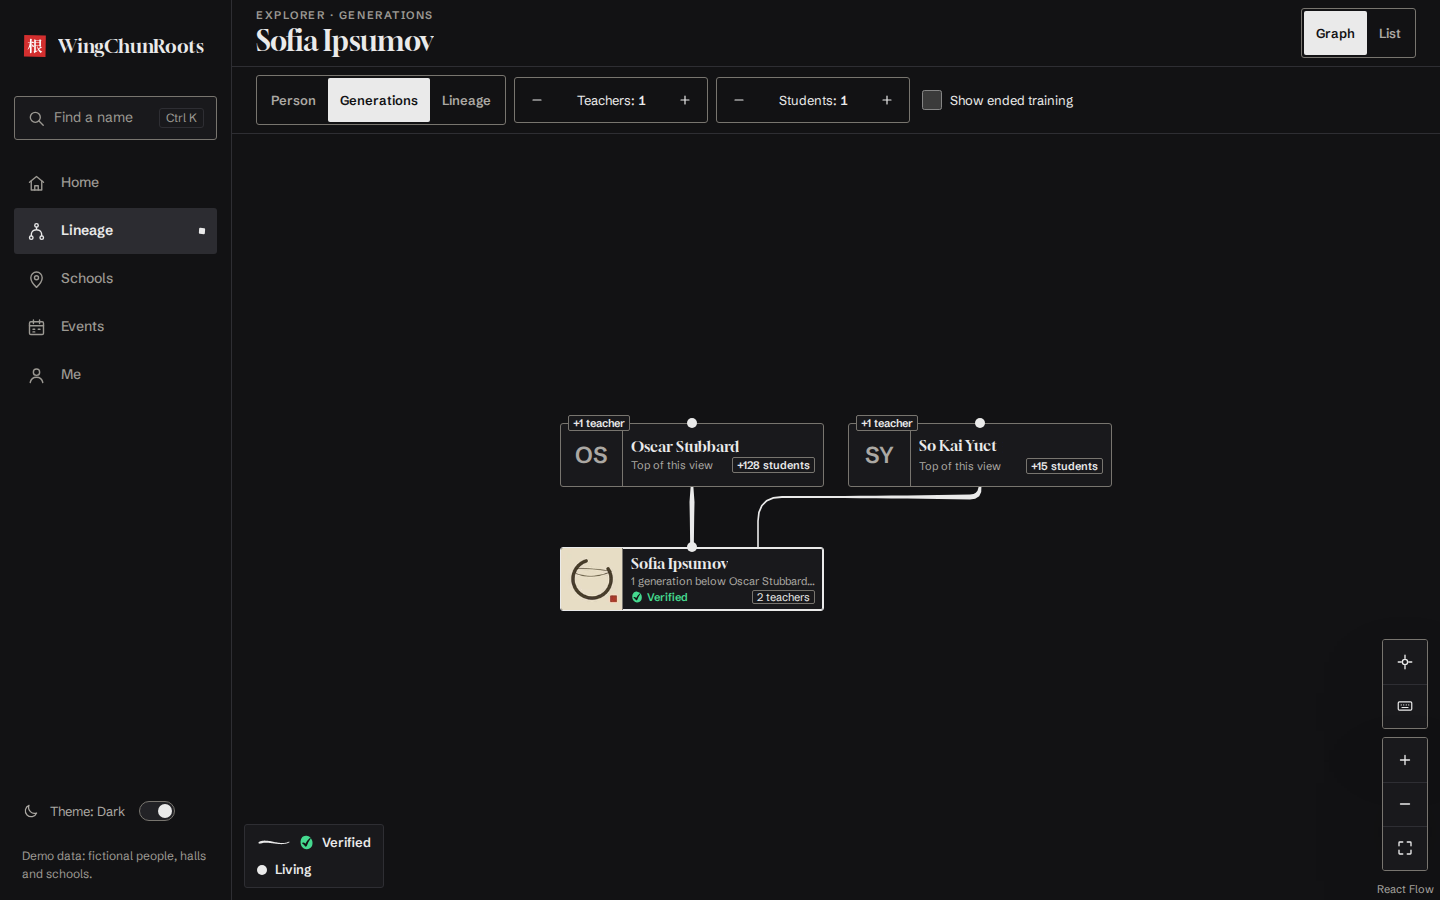 根 WingChunRoots
Find a name Ctrl K
Home
Lineage
Schools
Events
Me
Theme: Dark
Demo data: fictional people, halls
and schools.
EXPLORER · GENERATIONS
Sofia Ipsumov
Graph List
Person Generations Lineage
− Teachers: 1 +
− Students: 1 +
Show ended training
+1 teacher
OS
Oscar Stubbard
Top of this view +128 students
+1 teacher
SY
So Kai Yuct
Top of this view +15 students
Sofia Ipsumov
1 generation below Oscar Stubbard...
Verified 2 teachers
Verified
Living
React Flow